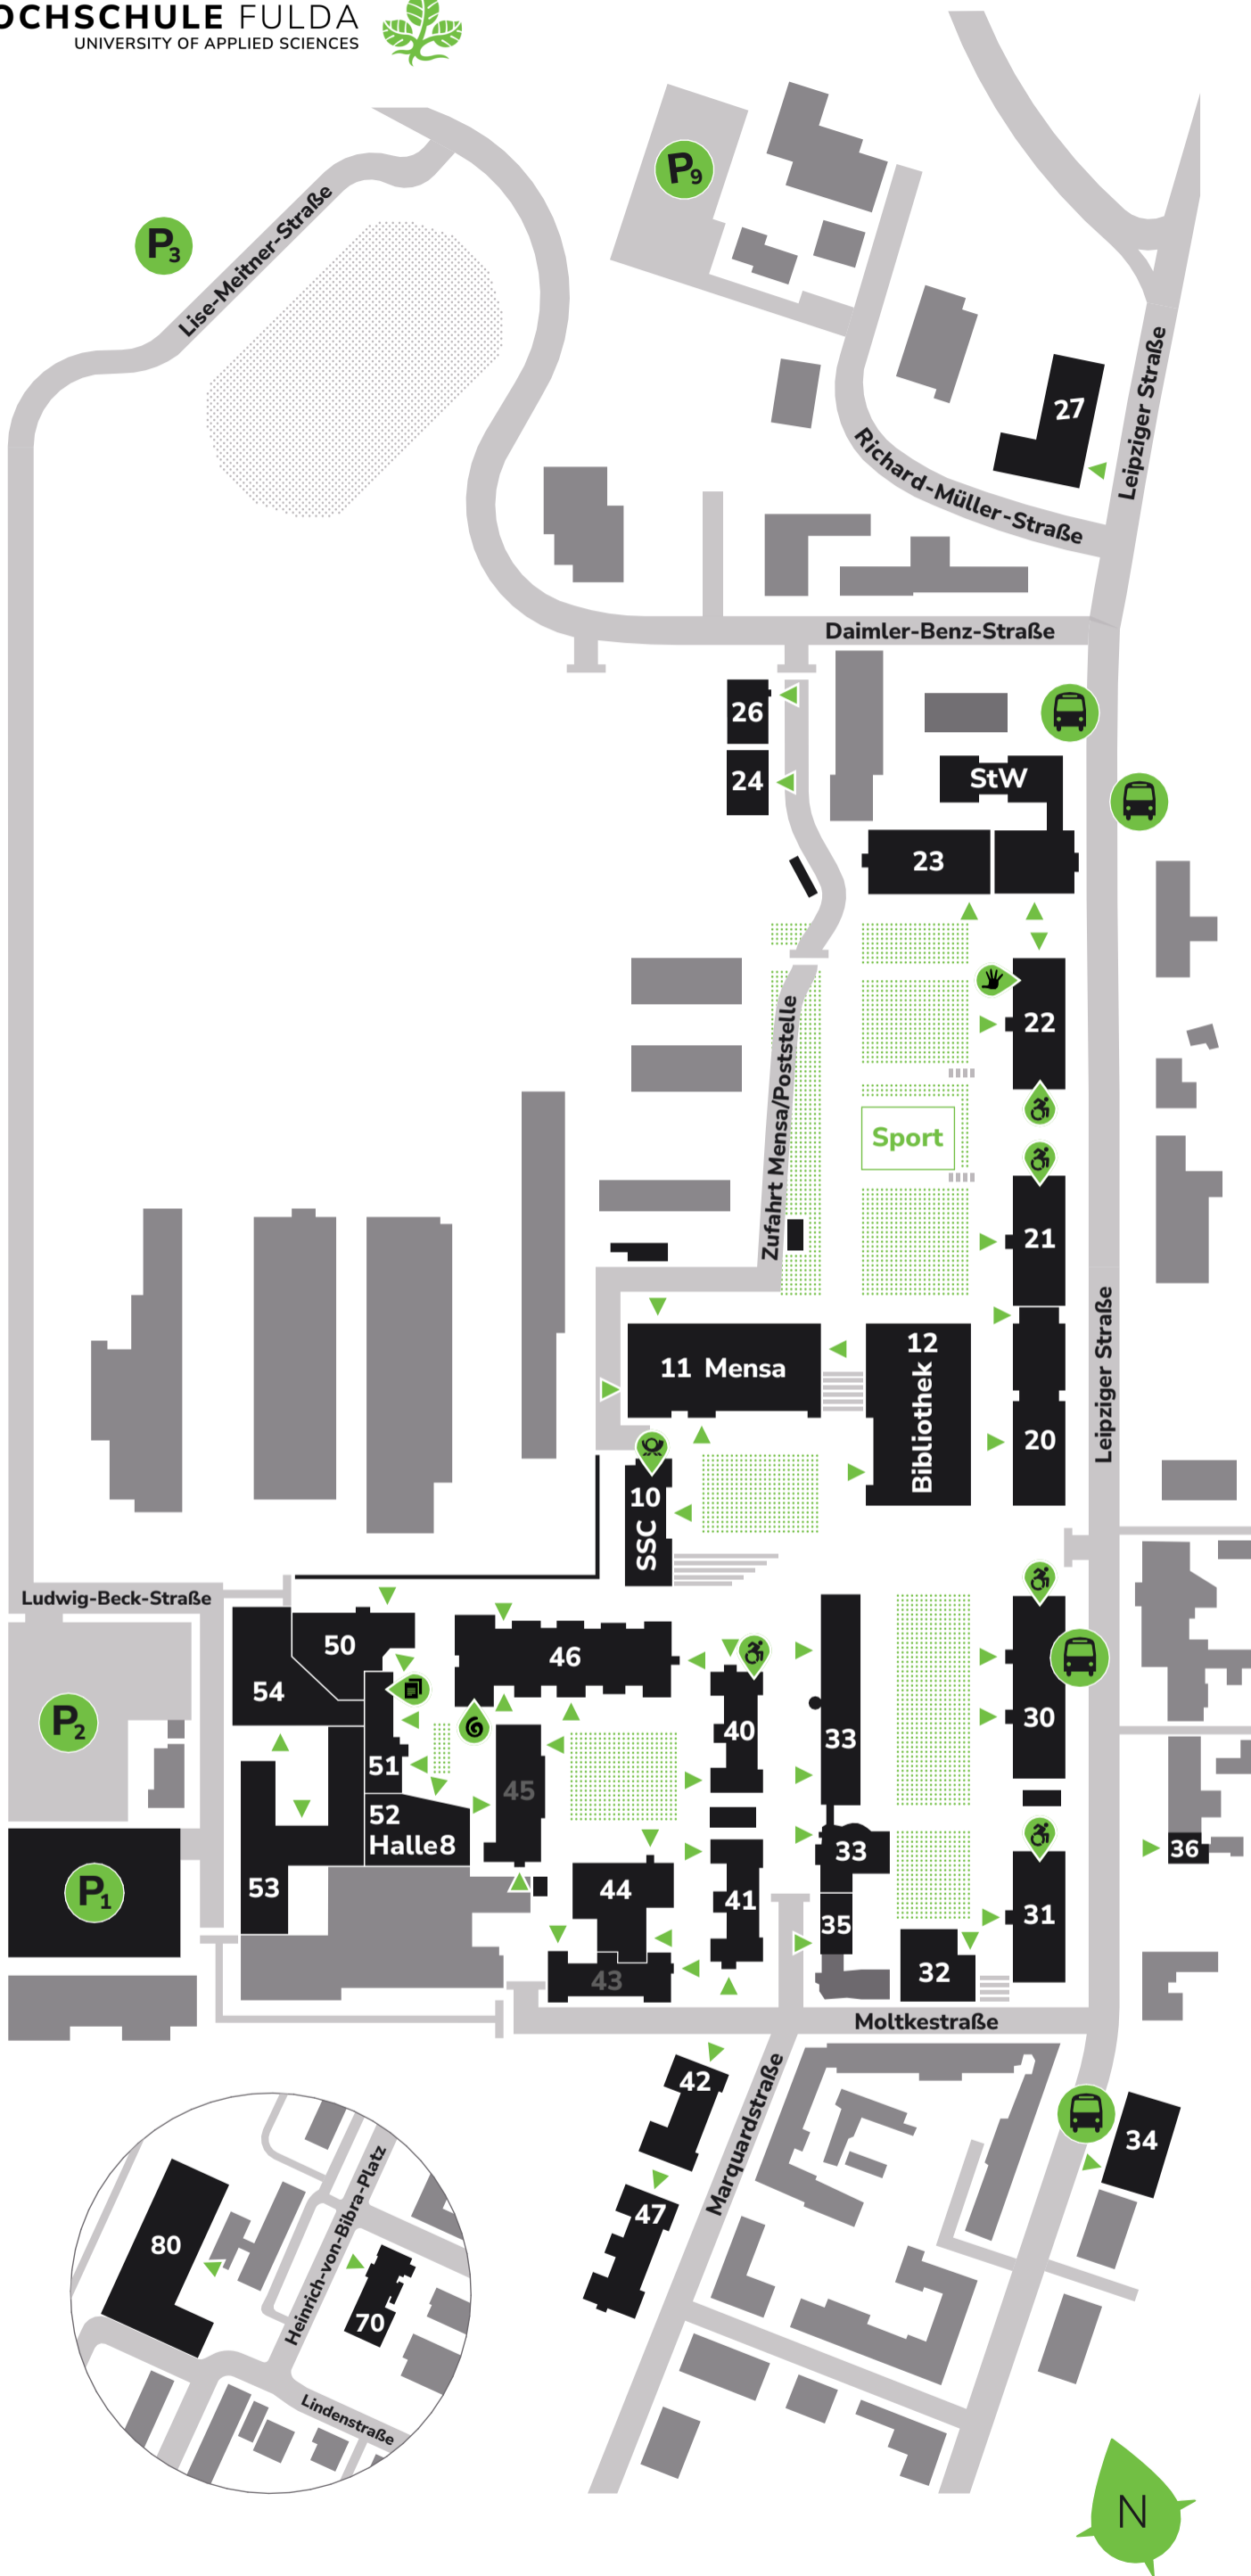 OCHSCHULE FULDA
UNIVERSITY OF APPLIED SCIENCES
P9
P3
Lise-Meitner-Straße
27
Leipziger Straße
Richard-Müller-Straße
Daimler-Benz-Straße
26
StW
24
23
22
Zufahrt Mensa/Poststelle
Sport
21
12
Bibliothek
11 Mensa
Leipziger Straße
20
10
SSC
Ludwig-Beck-Straße
50
46
54
P2
40
30
33
51
45
52
Halle8
36
33
53
P1
44
41
31
35
32
43
Moltkestraße
42
Marquardstraße
34
47
Heinrich-von-Bibra-Platz
80
70
Lindenstraße
N